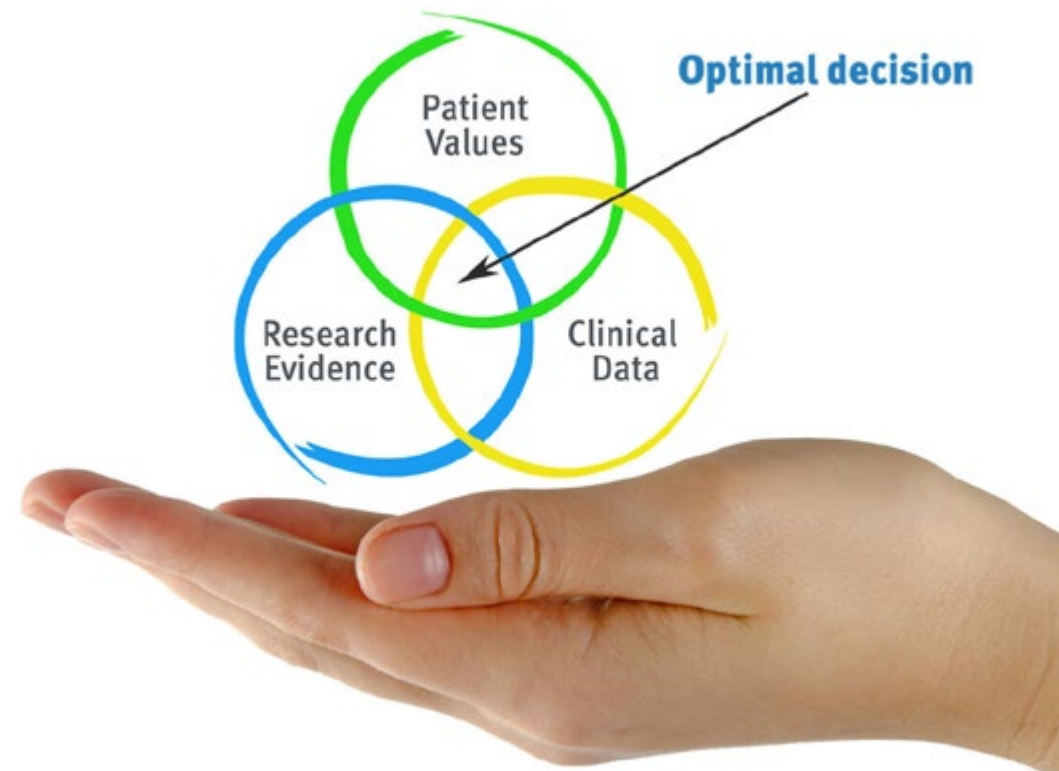 Patient
Values
Optimal decision
Research
Evidence
Clinical
Data